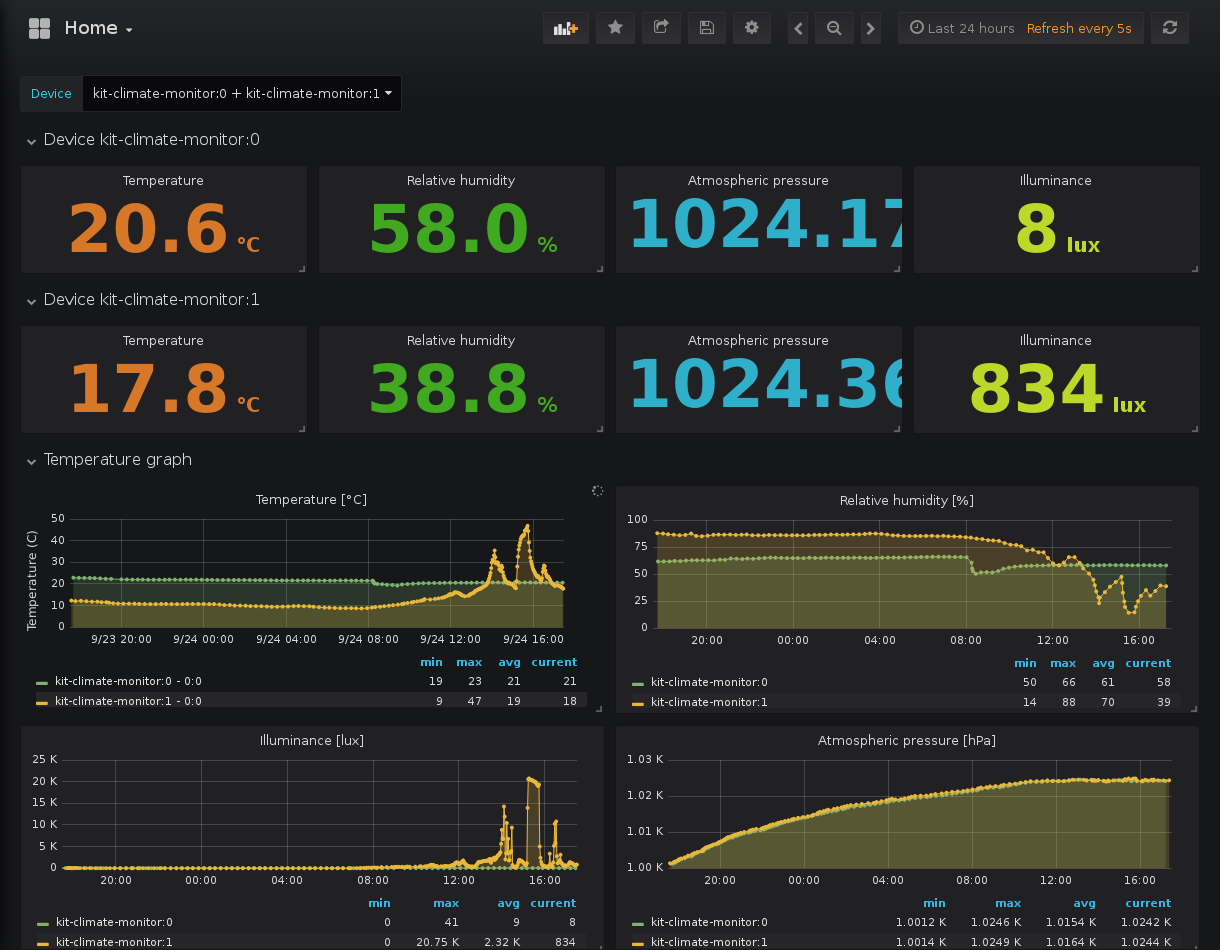 Home
Last 24 hours Refresh every 5s
Device kit-climate-monitor:0 + kit-climate-monitor:1
Device kit-climate-monitor:0
Temperature Relative humidity Atmospheric pressure Illuminance
20.6 °C 58.0 % 1024.17 8 lux
Device kit-climate-monitor:1
Temperature Relative humidity Atmospheric pressure Illuminance
17.8 °C 38.8 % 1024.36 834 lux
Temperature graph
Temperature [°C]
Temperature (C)
50
40
30
20
10
0
9/23 20:00 9/24 00:00 9/24 04:00 9/24 08:00 9/24 12:00 9/24 16:00
min max avg current
kit-climate-monitor:0 - 0:0 19 23 21 21
kit-climate-monitor:1 - 0:0 9 47 19 18
Relative humidity [%]
100
75
50
25
0
20:00 00:00 04:00 08:00 12:00 16:00
min max avg current
kit-climate-monitor:0 50 66 61 58
kit-climate-monitor:1 14 88 70 39
Illuminance [lux]
25 K
20 K
15 K
10 K
5 K
0
20:00 00:00 04:00 08:00 12:00 16:00
min max avg current
kit-climate-monitor:0 0 41 9 8
kit-climate-monitor:1 0 20.75 K 2.32 K 834
Atmospheric pressure [hPa]
1.03 K
1.02 K
1.01 K
1.00 K
20:00 00:00 04:00 08:00 12:00 16:00
min max avg current
kit-climate-monitor:0 1.0012 K 1.0246 K 1.0154 K 1.0242 K
kit-climate-monitor:1 1.0014 K 1.0249 K 1.0164 K 1.0244 K